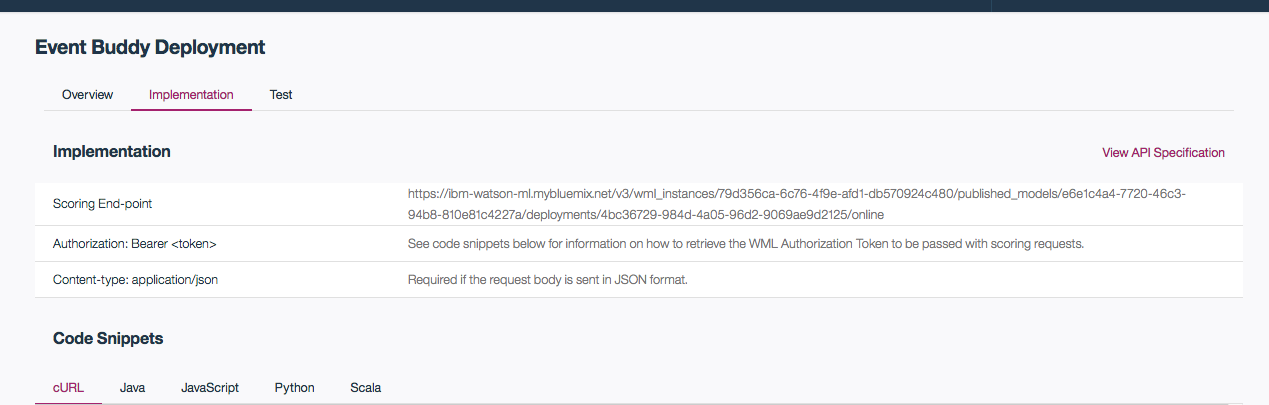 Event Buddy Deployment
Overview Implementation Test
Implementation
View API Specification
Scoring End-point
https://ibm-watson-ml.mybluemix.net/v3/wml_instances/79d356ca-6c76-4f9e-afd1-db570924c480/published_models/e6e1c4a4-7720-46c3-
94b8-810e81c4227a/deployments/4bc36729-984d-4a05-96d2-9069ae9d2125/online
Authorization: Bearer <token> See code snippets below for information on how to retrieve the WML Authorization Token to be passed with scoring requests.
Content-type: application/json Required if the request body is sent in JSON format.
Code Snippets
cURL Java JavaScript Python Scala